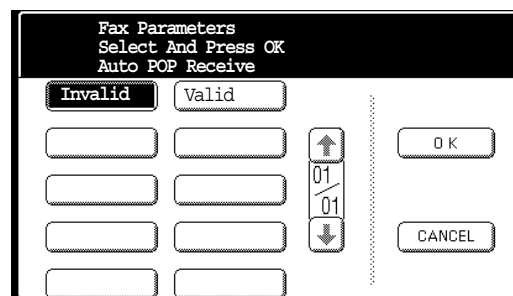 Fax Parameters
Select And Press OK
Auto POP Receive
Invalid Valid
01
01
OK
CANCEL